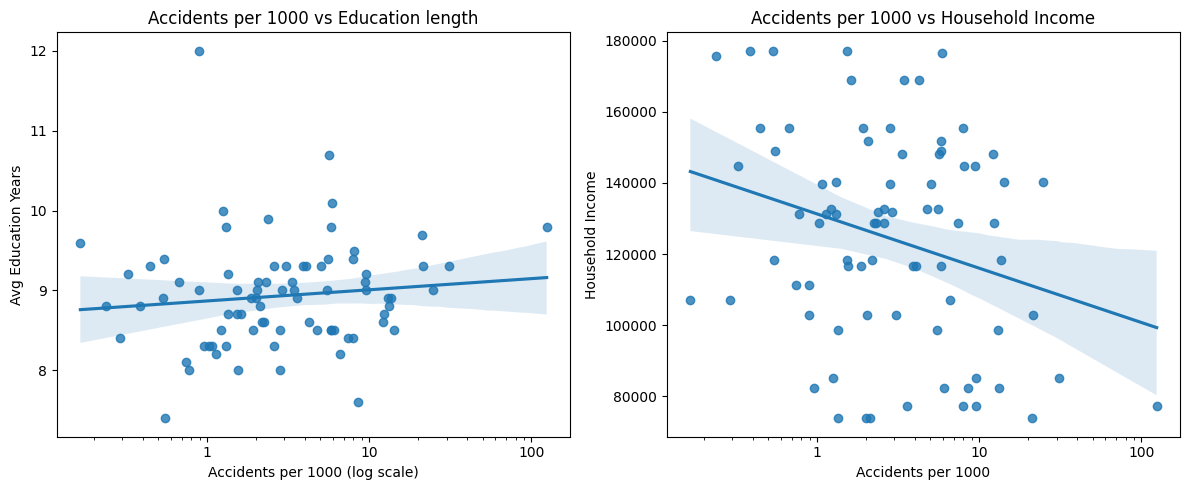 Accidents per 1000 vs Education length
12
11
10
9
8
Avg Education Years
1
10
100
Accidents per 1000 (log scale)
Accidents per 1000 vs Household Income
180000
160000
140000
120000
100000
80000
Household Income
1
10
100
Accidents per 1000